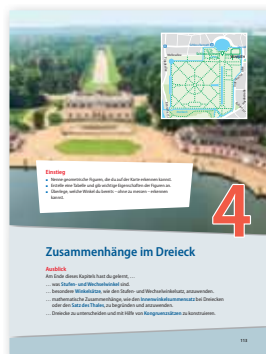 Einstieg
Nenne geometrische Figuren, die du auf der Karte erkennen kannst.
Erstelle eine Tabelle und gib wichtige Eigenschaften der Figuren an.
Überlege, welche Winkel du bereits – ohne zu messen – erkennen
kannst.
4
Zusammenhänge im Dreieck
Ausblick
Am Ende dieses Kapitels hast du gelernt, …
… was Stufen- und Wechselwinkel sind.
… besondere Winkelsätze, wie den Stufen- und Wechselwinkelsatz, anzuwenden.
… mathematische Zusammenhänge, wie den Innenwinkelsummensatz bei Dreiecken
oder den Satz des Thales, zu begründen und anzuwenden.
… Dreiecke zu unterscheiden und mit Hilfe von Kongruenzsätzen zu konstruieren.
113